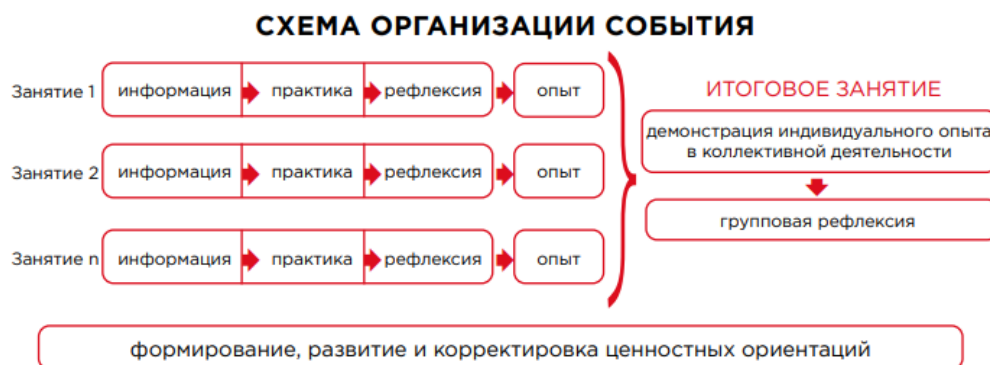 СХЕМА ОРГАНИЗАЦИИ СОБЫТИЯ
Занятие 1 информация практика рефлексия опыт
Занятие 2 информация практика рефлексия опыт
Занятие n информация практика рефлексия опыт
ИТОГОВОЕ ЗАНЯТИЕ
демонстрация индивидуального опыта
в коллективной деятельности
групповая рефлексия
формирование, развитие и корректировка ценностных ориентаций